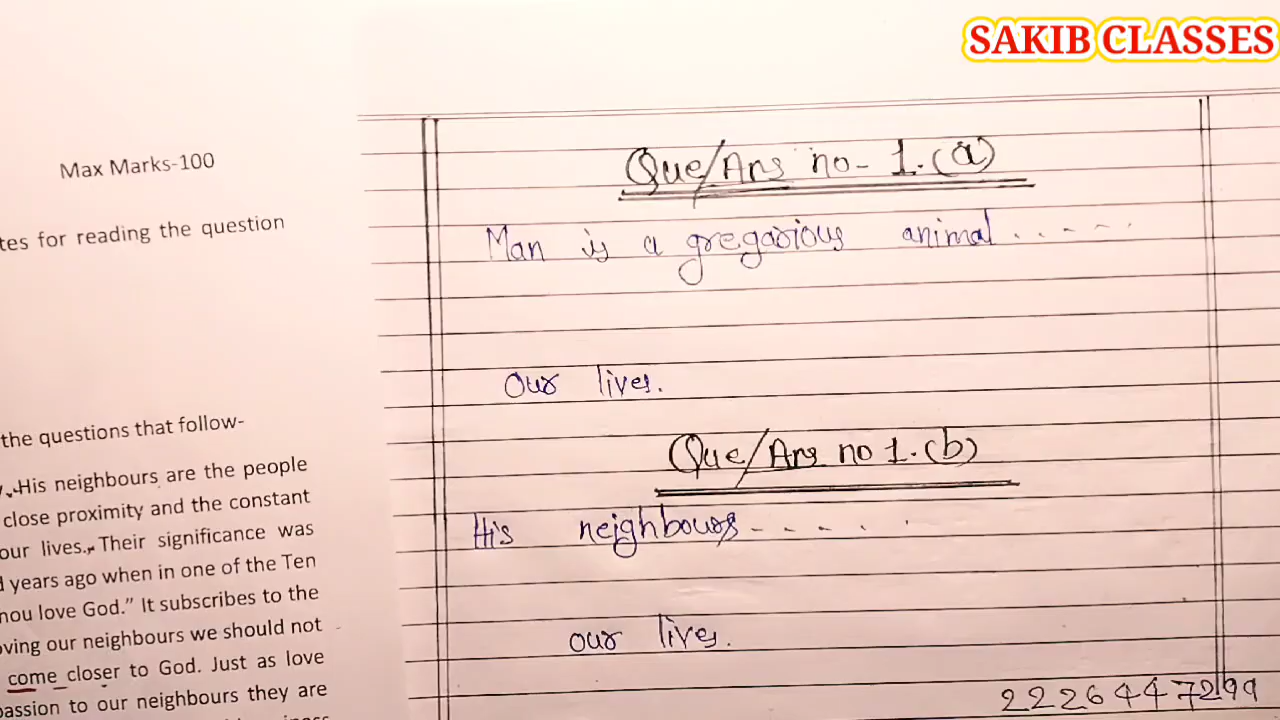 SAKIB CLASSES
Max Marks-100
tes for reading the question
the questions that follow-
His neighbours are the people
close proximity and the constant
our lives. Their significance was
years ago when in one of the Ten
hou love God." It subscribes to the
oving our neighbours we should not
come closer to God. Just as love
passion to our neighbours they are
Que/Ans no- 1.(a)
Man is a gregarious animal . . - - - .
Our lives.
Que/Ans no 1.(b)
His neighbours - - - - . .
our lives.
2226447299